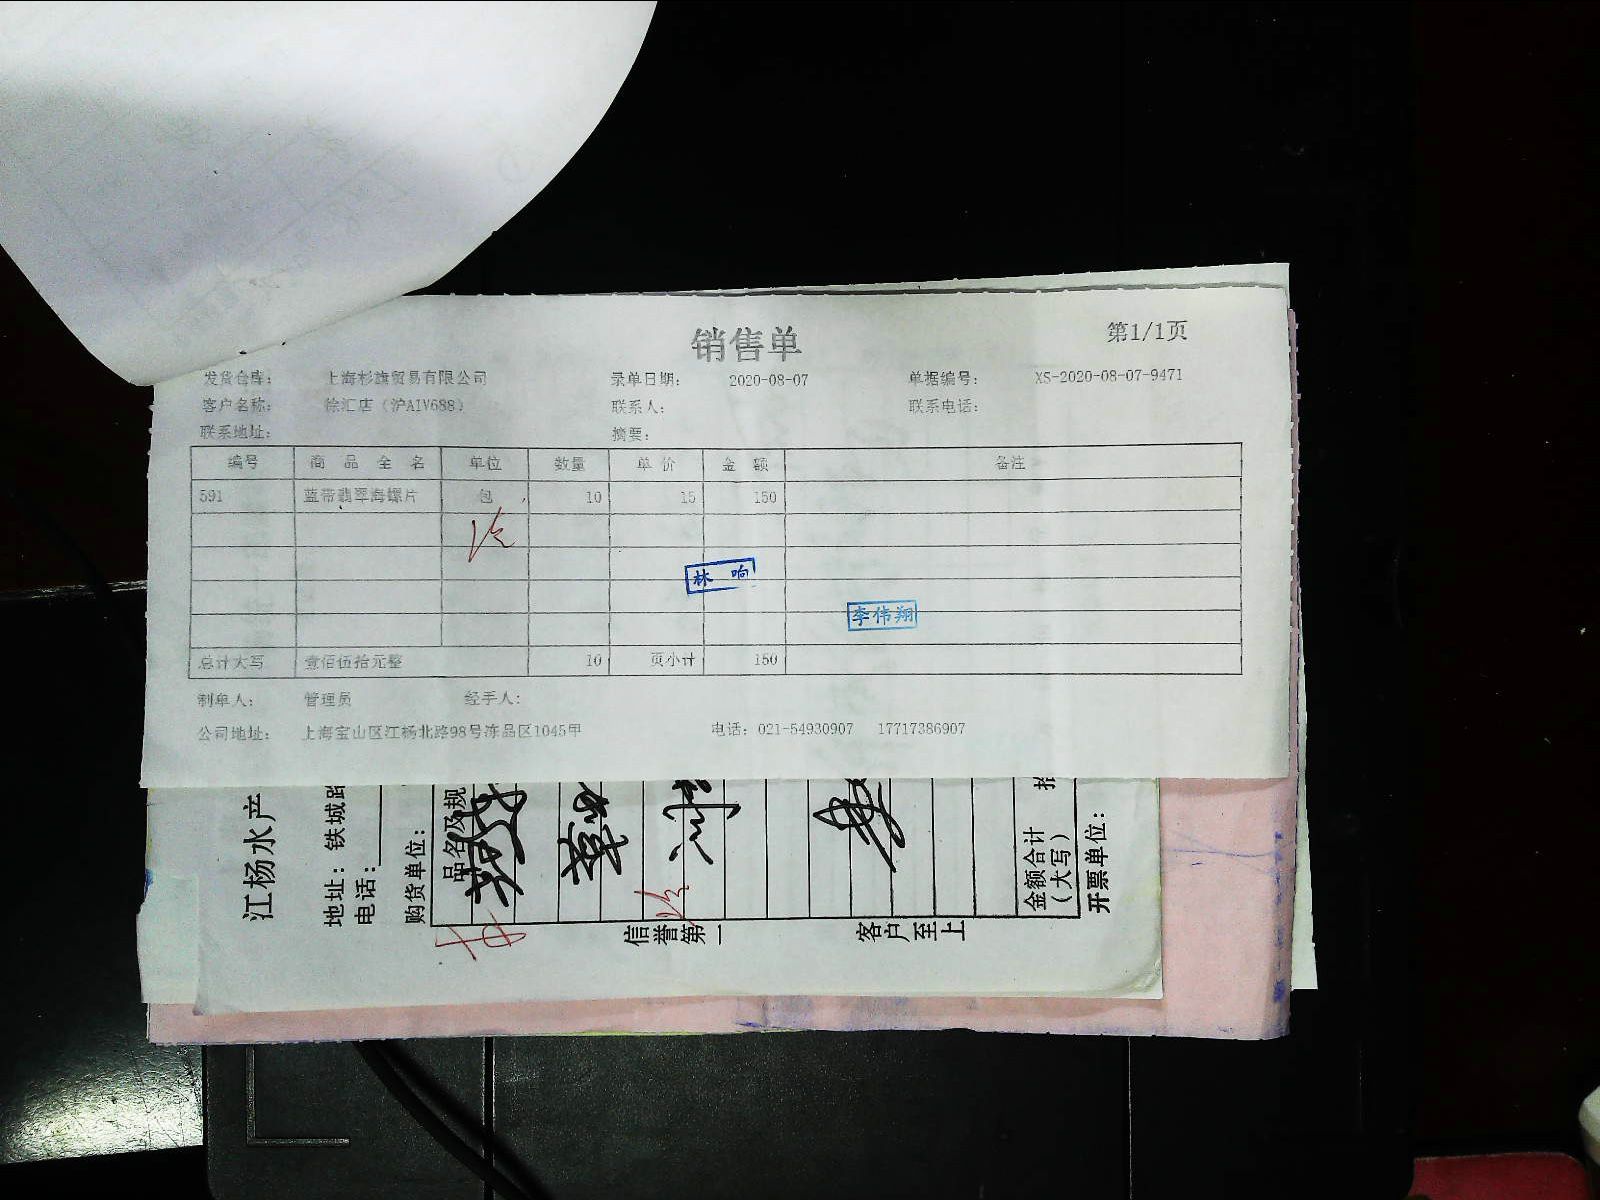 销售单
第1/1页
发货仓库： 上海杉旗贸易有限公司 录单日期： 2020-08-07 单据编号： XS-2020-08-07-9471
客户名称： 徐汇店（沪AIV688） 联系人： 联系电话：
联系地址： 摘要：
编号 商品全名 单位 数量 单价 金额 备注
591 蓝带翡翠海螺片 包 10 15 150
林响
李伟翔
总计大写 壹佰伍拾元整 10 页小计 150
制单人： 管理员 经手人：
公司地址： 上海宝山区江杨北路98号冻品区1045甲 电话：021-54930907 17717386907
江杨水产
地址：铁城路
电话：
购货单位：
品名及规
金额合计
（大写）
拾
开票单位：
信誉第一
客户至上